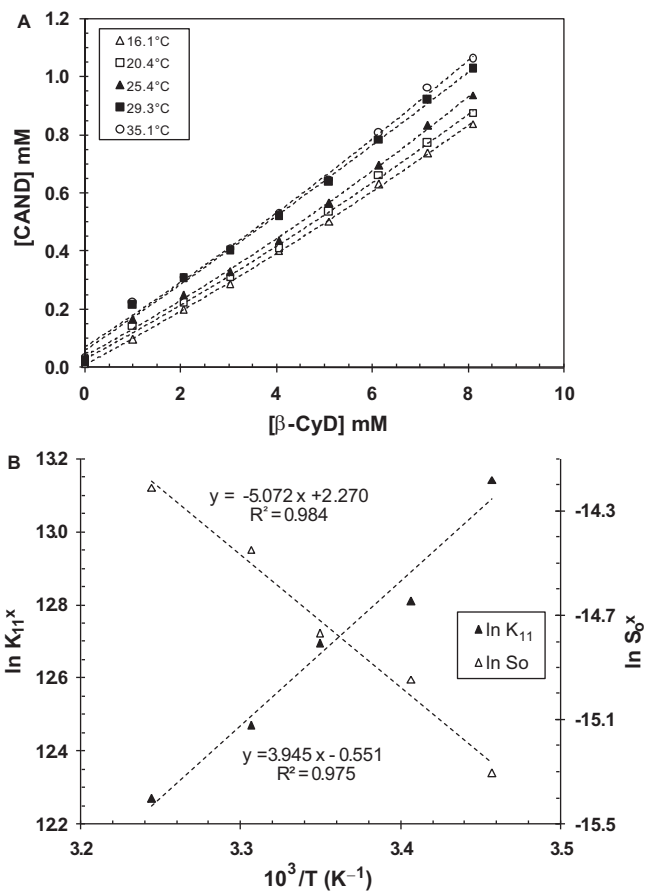 A
1.2
1.0
0.8
0.6
0.4
0.2
0.0
[CAND] mM
△ 16.1°C
□ 20.4°C
▲ 25.4°C
■ 29.3°C
○ 35.1°C
0 2 4 6 8 10
[β-CyD] mM
B
13.2
13.0
12.8
12.6
12.4
12.2
ln K₁₁ˣ
y = -5.072 x +2.270
R² = 0.984
▲ ln K₁₁
△ ln So
y =3.945 x - 0.551
R² = 0.975
-14.3
-14.7
-15.1
-15.5
ln Sₒˣ
3.2 3.3 3.4 3.5
10³/T (K⁻¹)